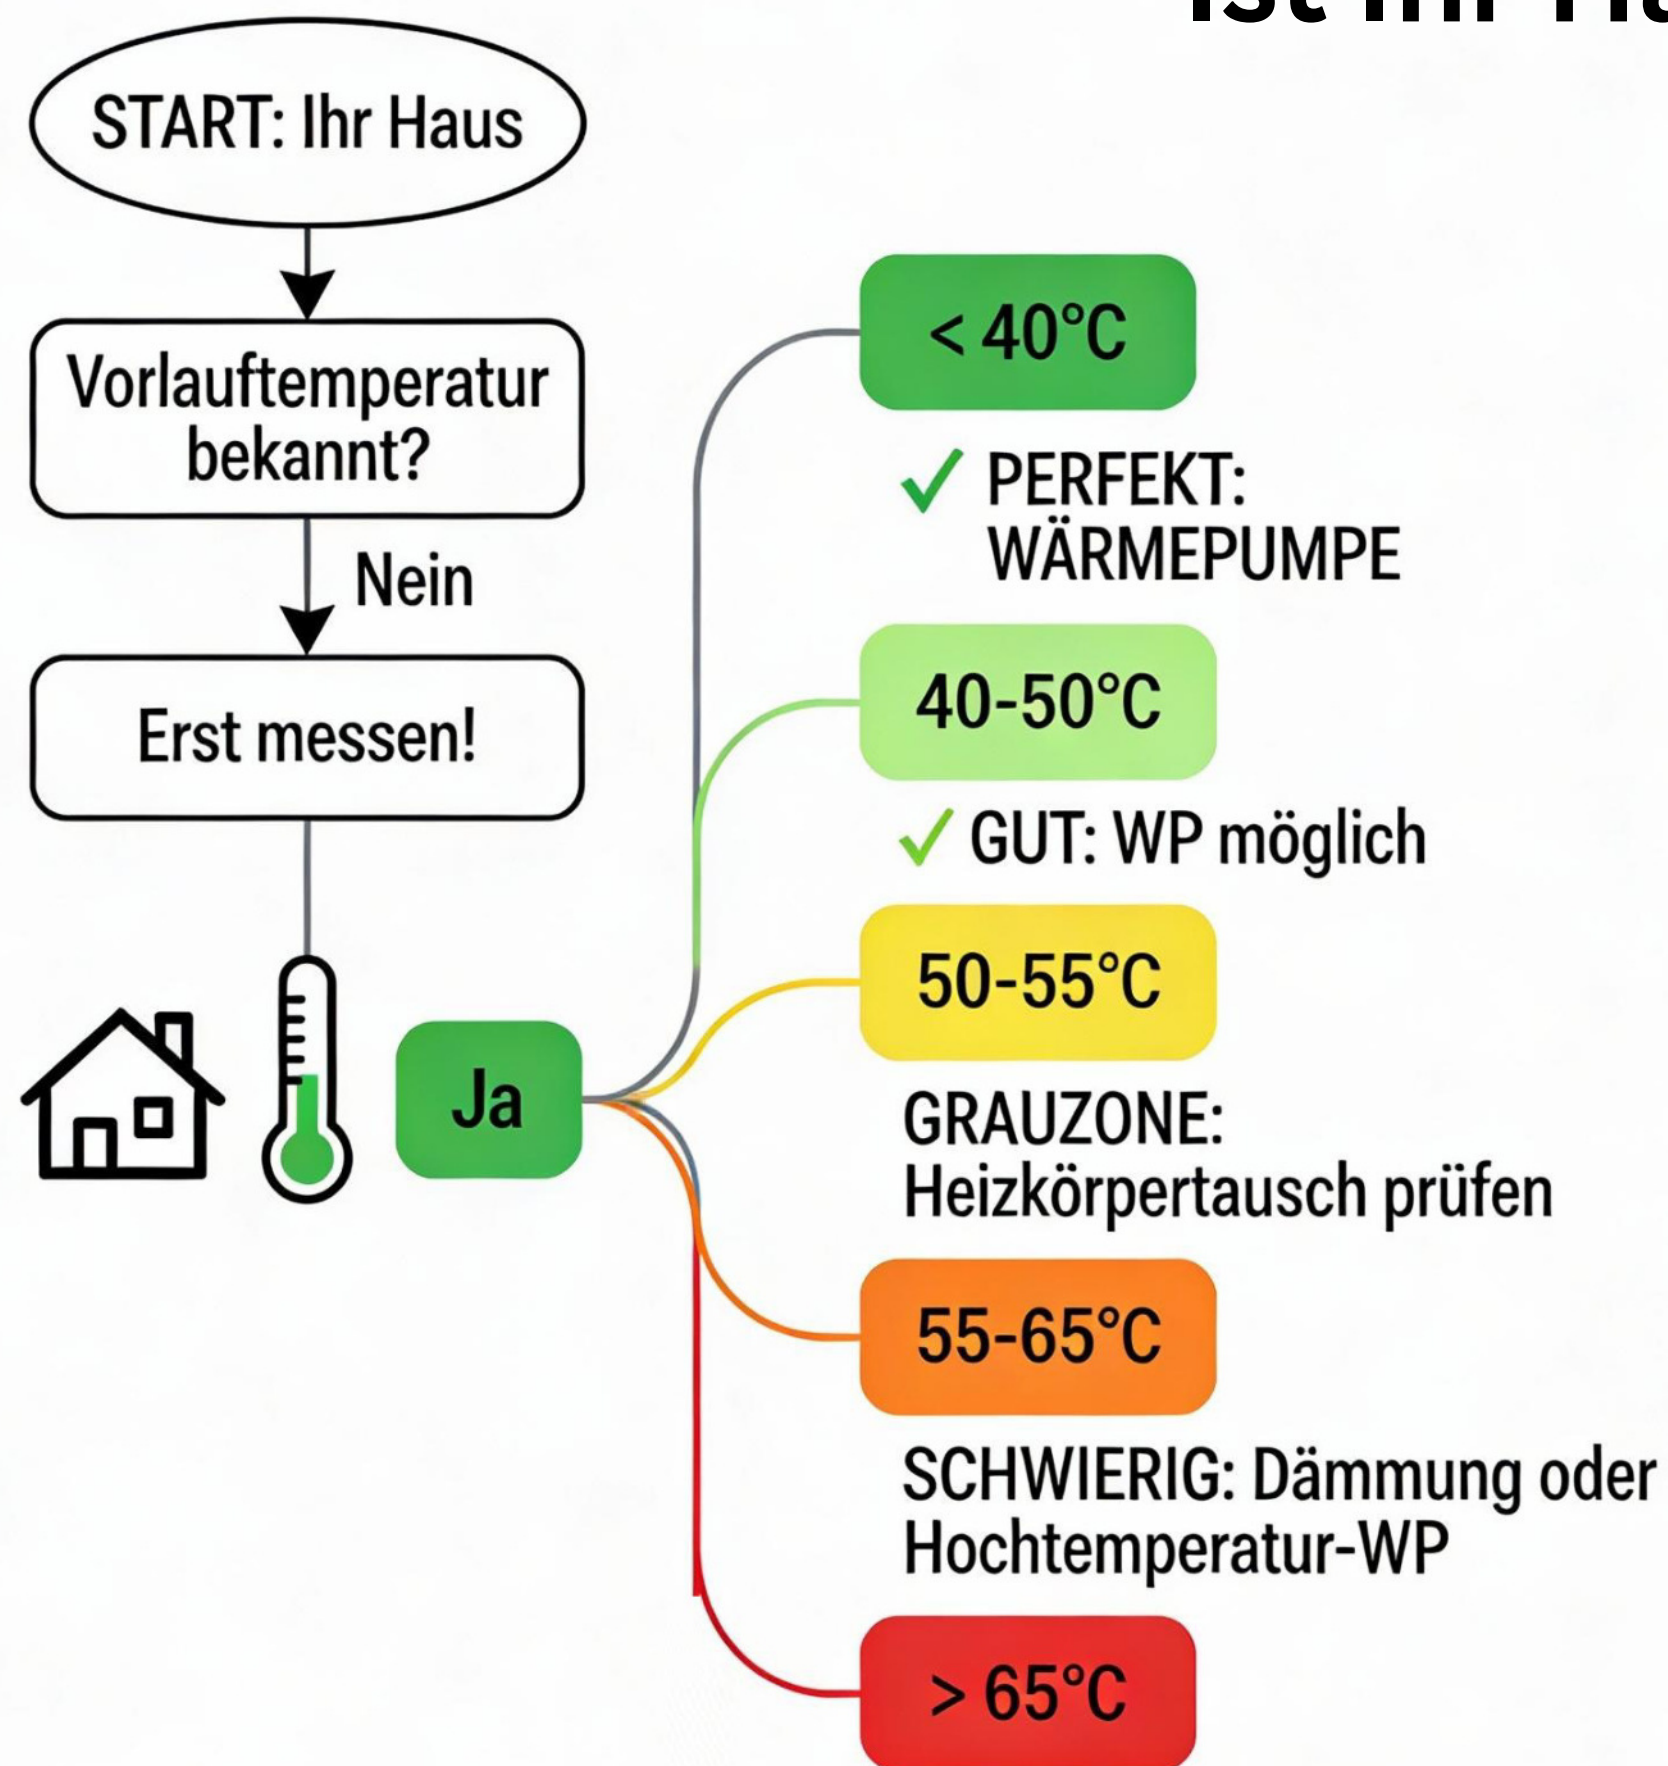 START: Ihr Haus
Vorlauftemperatur
bekannt?
Nein
Erst messen!
Ja
< 40°C
✓ PERFEKT:
WÄRMEPUMPE
40-50°C
✓ GUT: WP möglich
50-55°C
GRAUZONE:
Heizkörpertausch prüfen
55-65°C
SCHWIERIG: Dämmung oder
Hochtemperatur-WP
> 65°C